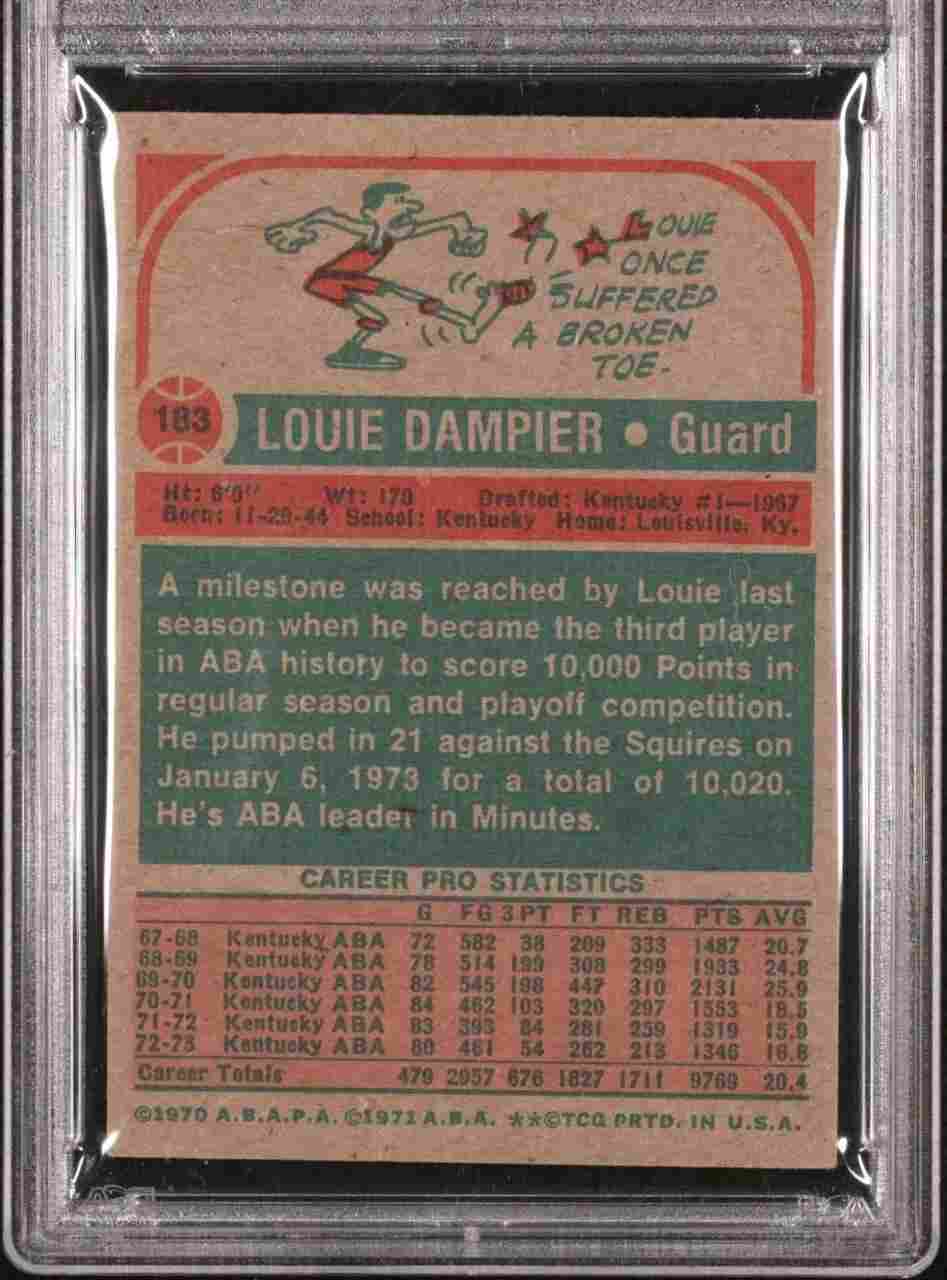 LOUIE
ONCE
SUFFERED
A BROKEN
TOE.
183
LOUIE DAMPIER • Guard
Ht: 6'0" Wt: 170 Drafted: Kentucky #1—1967
Born: 11-20-44 School: Kentucky Home: Louisville, Ky.
A milestone was reached by Louie last
season when he became the third player
in ABA history to score 10,000 Points in
regular season and playoff competition.
He pumped in 21 against the Squires on
January 6, 1973 for a total of 10,020.
He's ABA leader in Minutes.
CAREER PRO STATISTICS
G FG 3PT FT REB PTS AVG
67-68 Kentucky ABA 72 582 38 209 333 1487 20.7
68-69 Kentucky ABA 78 514 199 308 299 1933 24.8
69-70 Kentucky ABA 82 545 198 447 310 2131 25.9
70-71 Kentucky ABA 84 462 103 320 297 1553 18.5
71-72 Kentucky ABA 83 393 84 281 259 1319 15.9
72-73 Kentucky ABA 80 461 54 262 213 1346 16.8
Career Totals 479 2957 676 1827 1711 9769 20.4
©1970 A.B.A.P.A. ©1971 A.B.A. **©TCG PRTD. IN U.S.A.